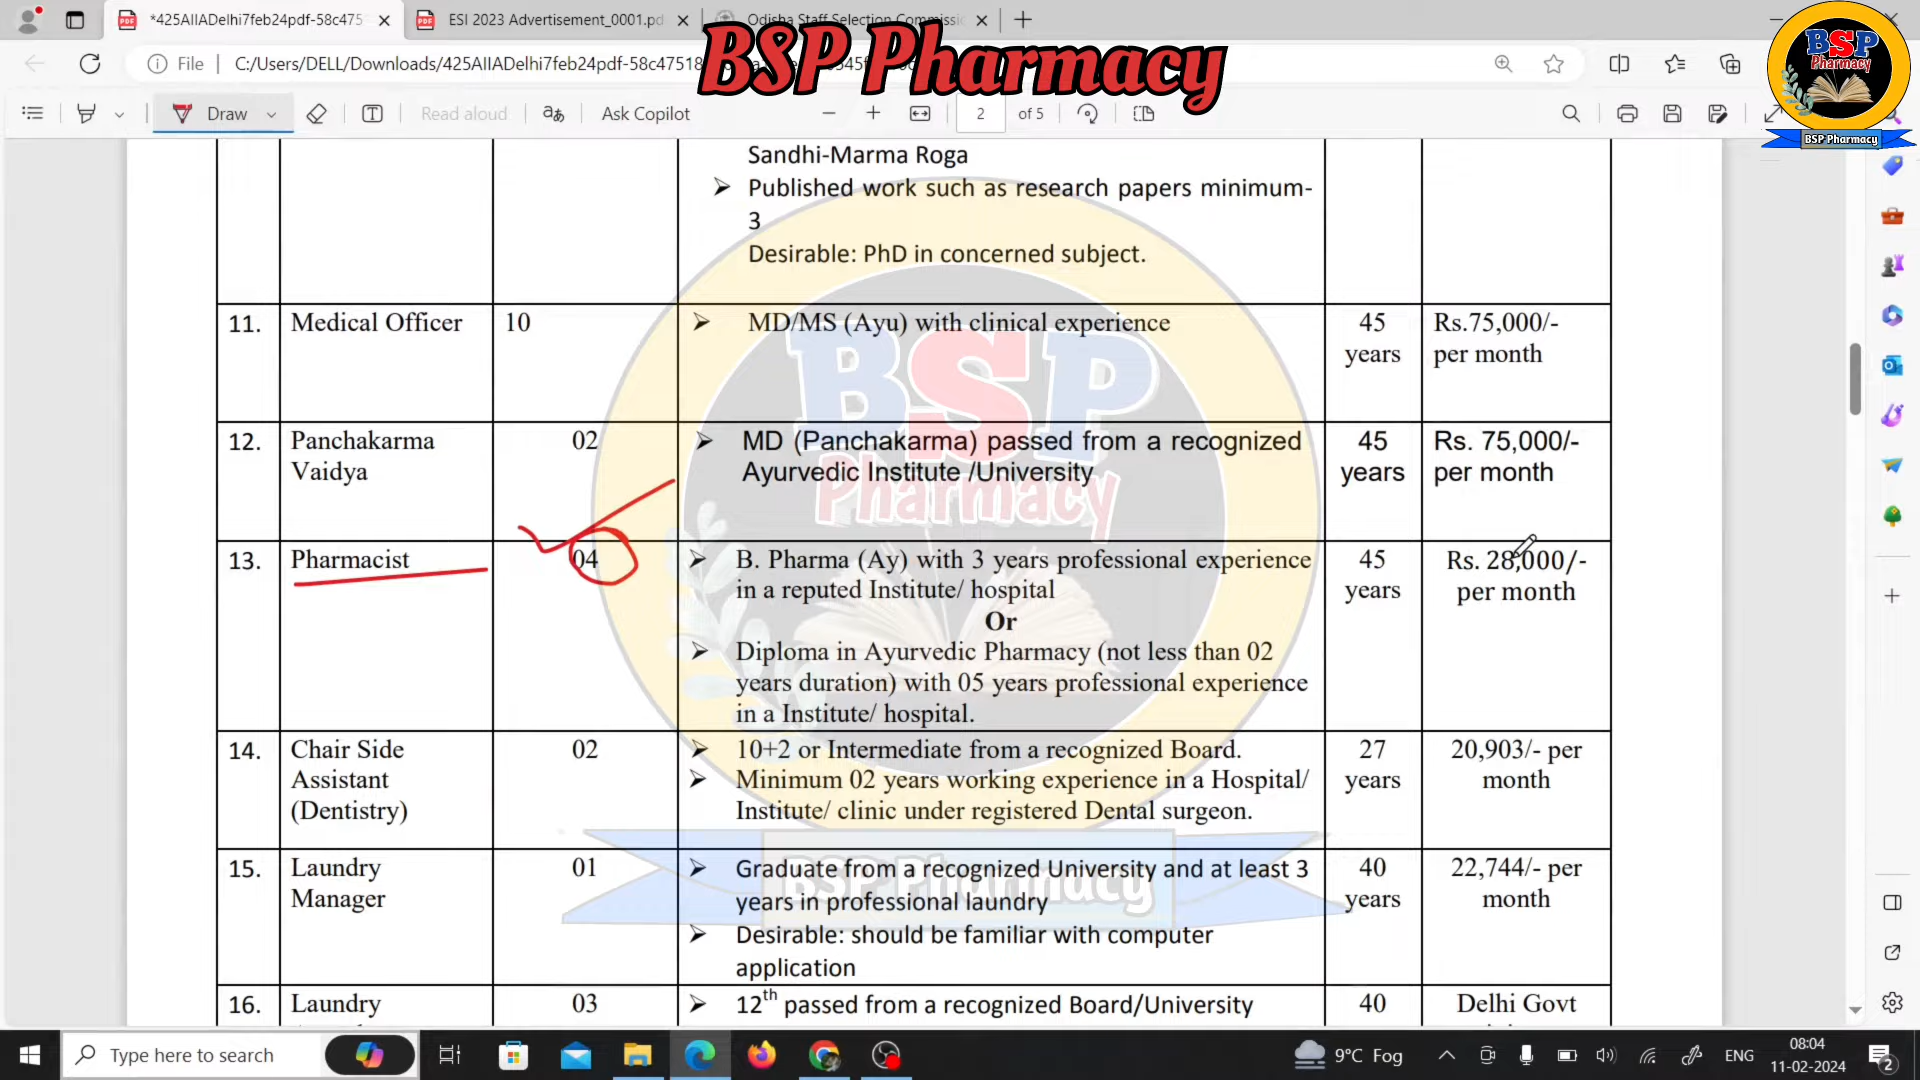 *425AIIADelhi7feb24pdf-58c475
ESI 2023 Advertisement_0001.pd
Odisha Staff Selection Commissi
BSP Pharmacy
File
C:/Users/DELL/Downloads/425AIIADelhi7feb24pdf-58c47518
BSP
Pharmacy
BSP Pharmacy
Draw
Read aloud
Ask Copilot
2
of 5
Sandhi-Marma Roga
➢ Published work such as research papers minimum-
3
Desirable: PhD in concerned subject.
11. Medical Officer 10 ➢ MD/MS (Ayu) with clinical experience 45 Rs.75,000/-
years per month
12. Panchakarma 02 ➢ MD (Panchakarma) passed from a recognized 45 Rs. 75,000/-
Vaidya Ayurvedic Institute /University years per month
13. Pharmacist 04 ➢ B. Pharma (Ay) with 3 years professional experience 45 Rs. 28,000/-
in a reputed Institute/ hospital years per month
Or
➢ Diploma in Ayurvedic Pharmacy (not less than 02
years duration) with 05 years professional experience
in a Institute/ hospital.
14. Chair Side 02 ➢ 10+2 or Intermediate from a recognized Board. 27 20,903/- per
Assistant ➢ Minimum 02 years working experience in a Hospital/ years month
(Dentistry) Institute/ clinic under registered Dental surgeon.
15. Laundry 01 ➢ Graduate from a recognized University and at least 3 40 22,744/- per
Manager years in professional laundry years month
➢ Desirable: should be familiar with computer
application
16. Laundry 03 ➢ 12th passed from a recognized Board/University 40 Delhi Govt
BSP
Pharmacy
BSP Pharmacy
Type here to search
9°C Fog
ENG
08:04
11-02-2024
2